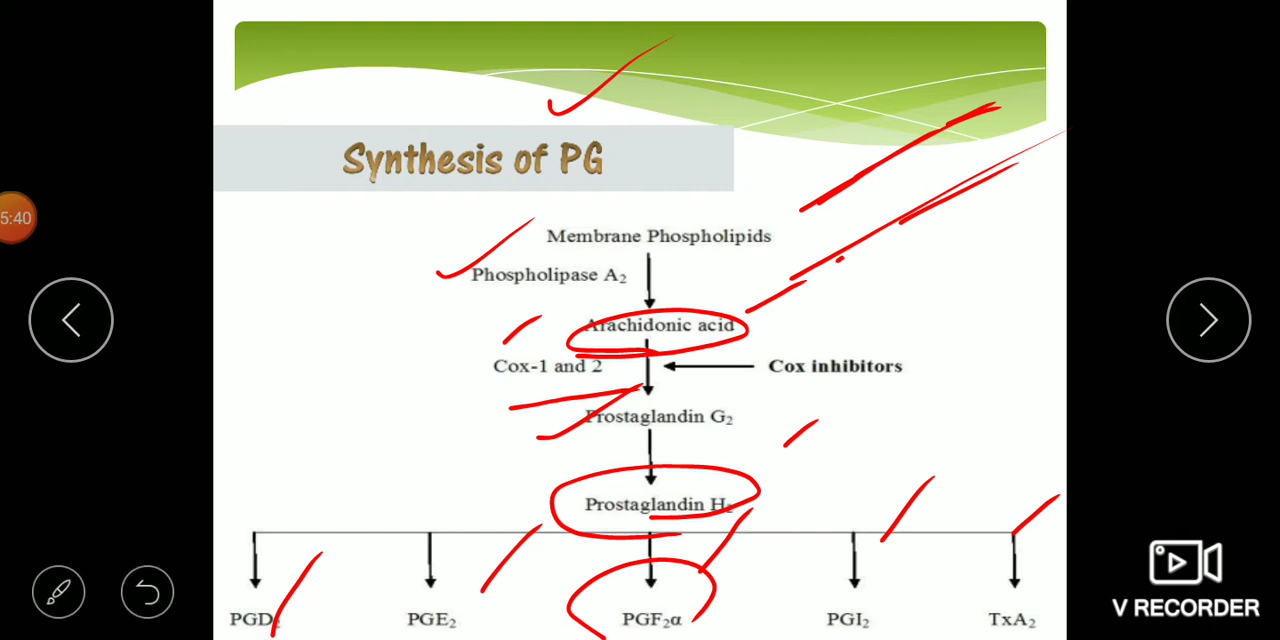 Synthesis of PG
5:40
Membrane Phospholipids
Phospholipase A₂
Arachidonic acid
Cox-1 and 2
Cox inhibitors
Prostaglandin G₂
Prostaglandin H₂
PGD₂
PGE₂
PGF₂α
PGI₂
TxA₂
V RECORDER